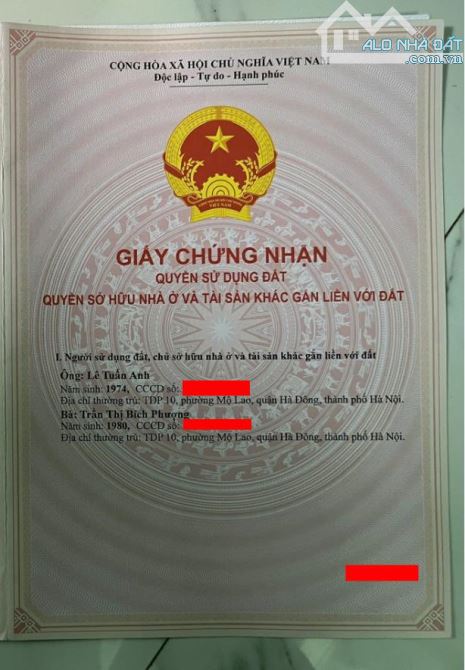 ALO NHÀ ĐẤT
.com.vn
CỘNG HÒA XÃ HỘI CHỦ NGHĨA VIỆT NAM
Độc lập - Tự do - Hạnh phúc
VIỆT NAM
GIẤY CHỨNG NHẬN
QUYỀN SỬ DỤNG ĐẤT
QUYỀN SỞ HỮU NHÀ Ở VÀ TÀI SẢN KHÁC GẮN LIỀN VỚI ĐẤT
I. Người sử dụng đất, chủ sở hữu nhà ở và tài sản khác gắn liền với đất
Ông: Lê Tuấn Anh
Năm sinh: 1974, CCCD số:
Địa chỉ thường trú: TDP 10, phường Mộ Lao, quận Hà Đông, thành phố Hà Nội.
Bà: Trần Thị Bích Phượng
Năm sinh: 1980, CCCD số:
Địa chỉ thường trú: TDP 10, phường Mộ Lao, quận Hà Đông, thành phố Hà Nội.